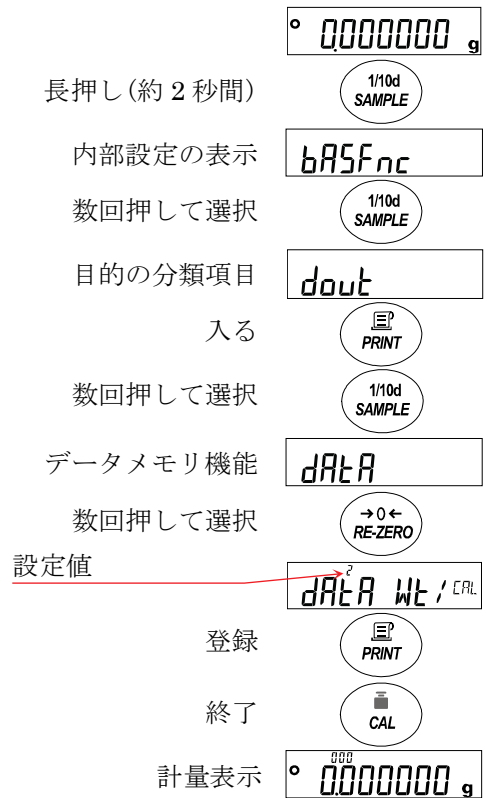 0.000000 g
長押し(約 2 秒間) 1/10d
SAMPLE
内部設定の表示 bASFnc
数回押して選択 1/10d
SAMPLE
目的の分類項目 dout
入る PRINT
数回押して選択 1/10d
SAMPLE
データメモリ機能 dAtA
数回押して選択 →0←
RE-ZERO
設定値 2
dAtA Wt/ CAL
登録 PRINT
終了 CAL
000
計量表示 0.000000 g